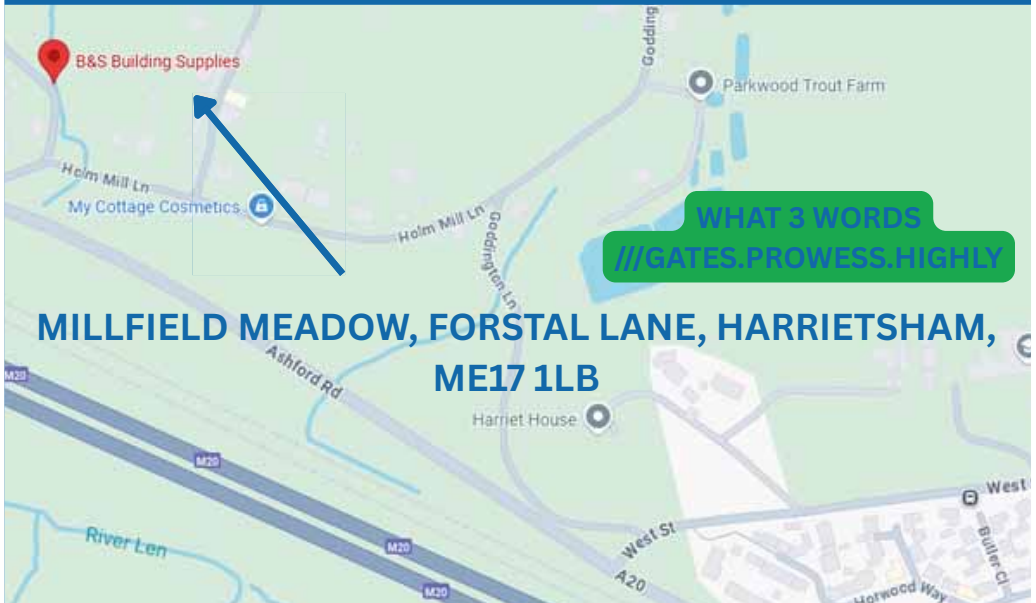 Godding
B&S Building Supplies
Parkwood Trout Farm
Holm Mill Ln
My Cottage Cosmetics
Holm Mill Ln
Goddington Ln
WHAT 3 WORDS
///GATES.PROWESS.HIGHLY
MILLFIELD MEADOW, FORSTAL LANE, HARRIETSHAM,
ME17 1LB
M20
Ashford Rd
Harriet House
M20
West
River Len
West St
Butler Cl
M20
A20
M20
Hotwood Way